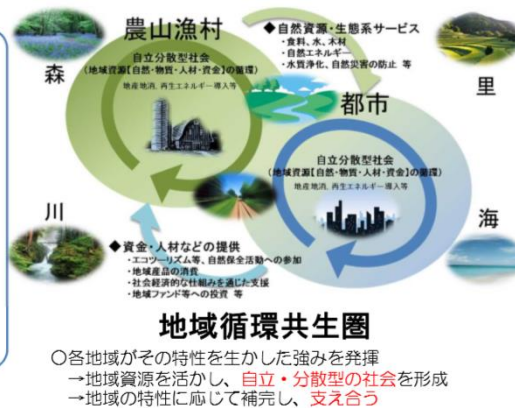 農山漁村
森
自立分散型社会
(地域資源【自然・物質・人材・資金】の循環)
地産地消、再生エネルギー導入等
◆自然資源・生態系サービス
・食料、水、木材
・自然エネルギー
・水質浄化、自然災害の防止 等
里
都市
自立分散型社会
(地域資源【自然・物質・人材・資金】の循環)
地産地消、再生エネルギー導入等
川
海
◆資金・人材などの提供
・エコツーリズム等、自然保全活動への参加
・地域産品の消費
・社会経済的な仕組みを通じた支援
・地域ファンド等への投資 等
地域循環共生圏
○各地域がその特性を生かした強みを発揮
→地域資源を活かし、自立・分散型の社会を形成
→地域の特性に応じて補完し、支え合う